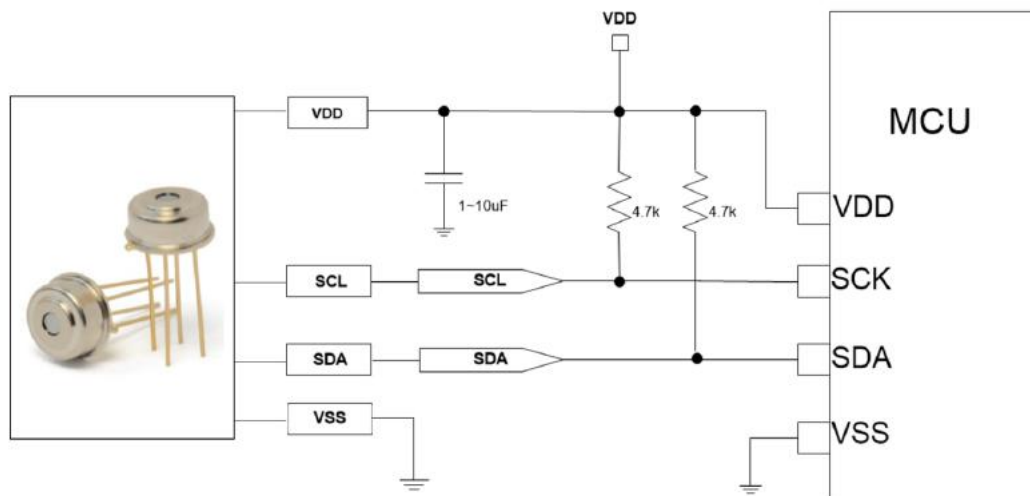 VDD
MCU
VDD
1~10uF
4.7k
4.7k
VDD
SCL
SCL
SCK
SDA
SDA
SDA
VSS
VSS